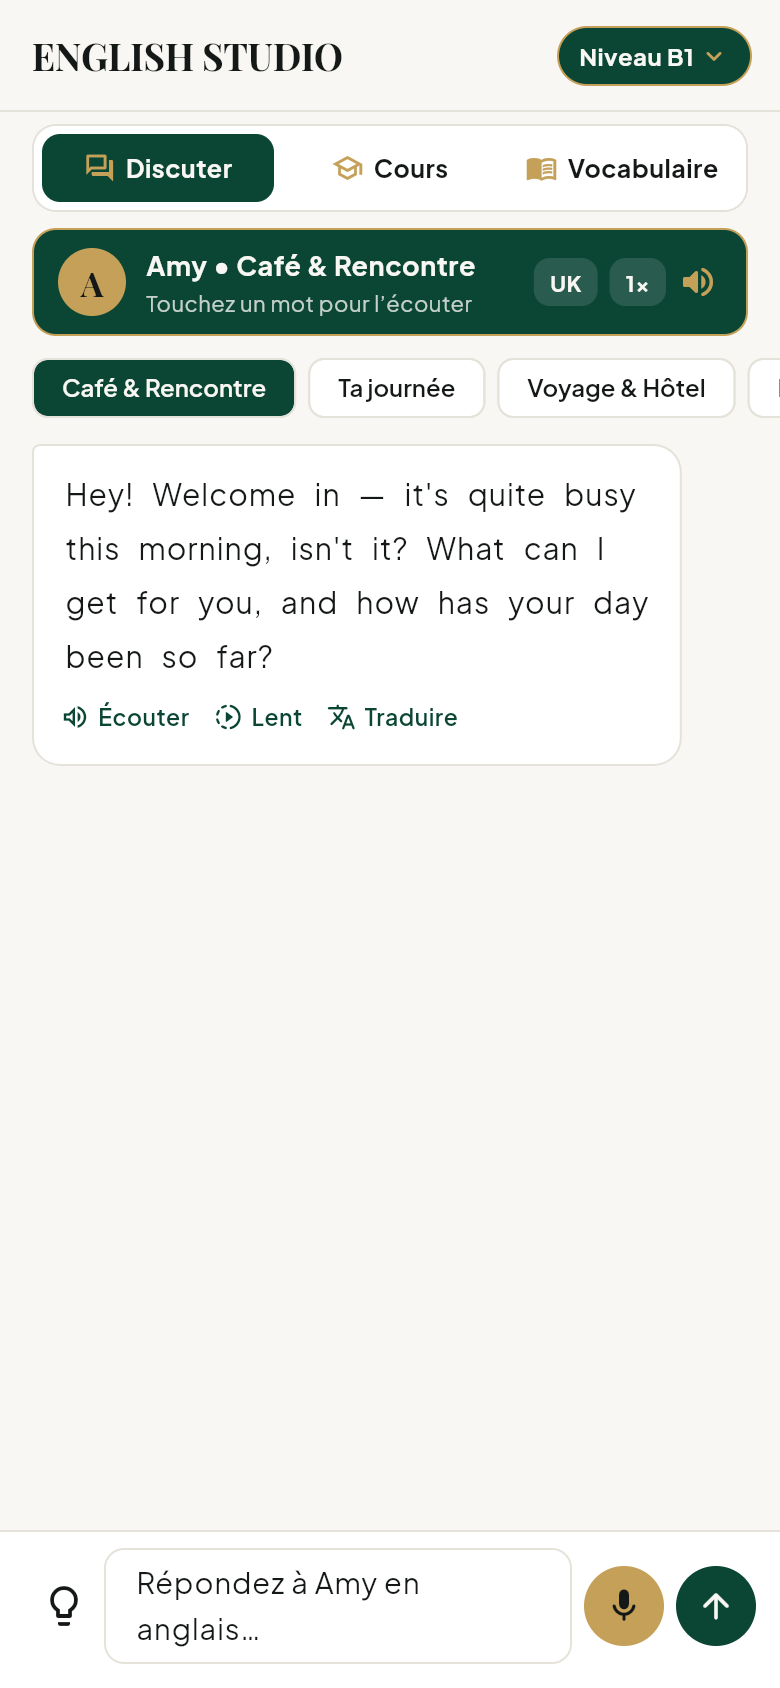 ENGLISH STUDIO
Niveau B1
Discuter
Cours
Vocabulaire
A
Amy • Café & Rencontre
Touchez un mot pour l’écouter
UK
1×
Café & Rencontre
Ta journée
Voyage & Hôtel
Hey! Welcome in — it's quite busy
this morning, isn't it? What can I
get for you, and how has your day
been so far?
Écouter
Lent
Traduire
Répondez à Amy en
anglais…